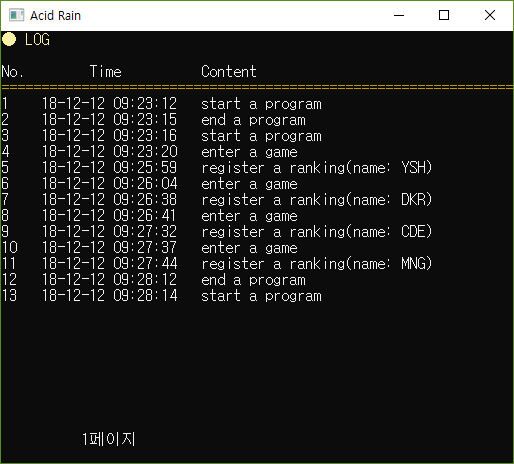 Acid Rain
● LOG
No. Time Content
================================================================
1 18-12-12 09:23:12 start a program
2 18-12-12 09:23:15 end a program
3 18-12-12 09:23:16 start a program
4 18-12-12 09:23:20 enter a game
5 18-12-12 09:25:59 register a ranking(name: YSH)
6 18-12-12 09:26:04 enter a game
7 18-12-12 09:26:38 register a ranking(name: DKR)
8 18-12-12 09:26:41 enter a game
9 18-12-12 09:27:32 register a ranking(name: CDE)
10 18-12-12 09:27:37 enter a game
11 18-12-12 09:27:44 register a ranking(name: MNG)
12 18-12-12 09:28:12 end a program
13 18-12-12 09:28:14 start a program
1페이지